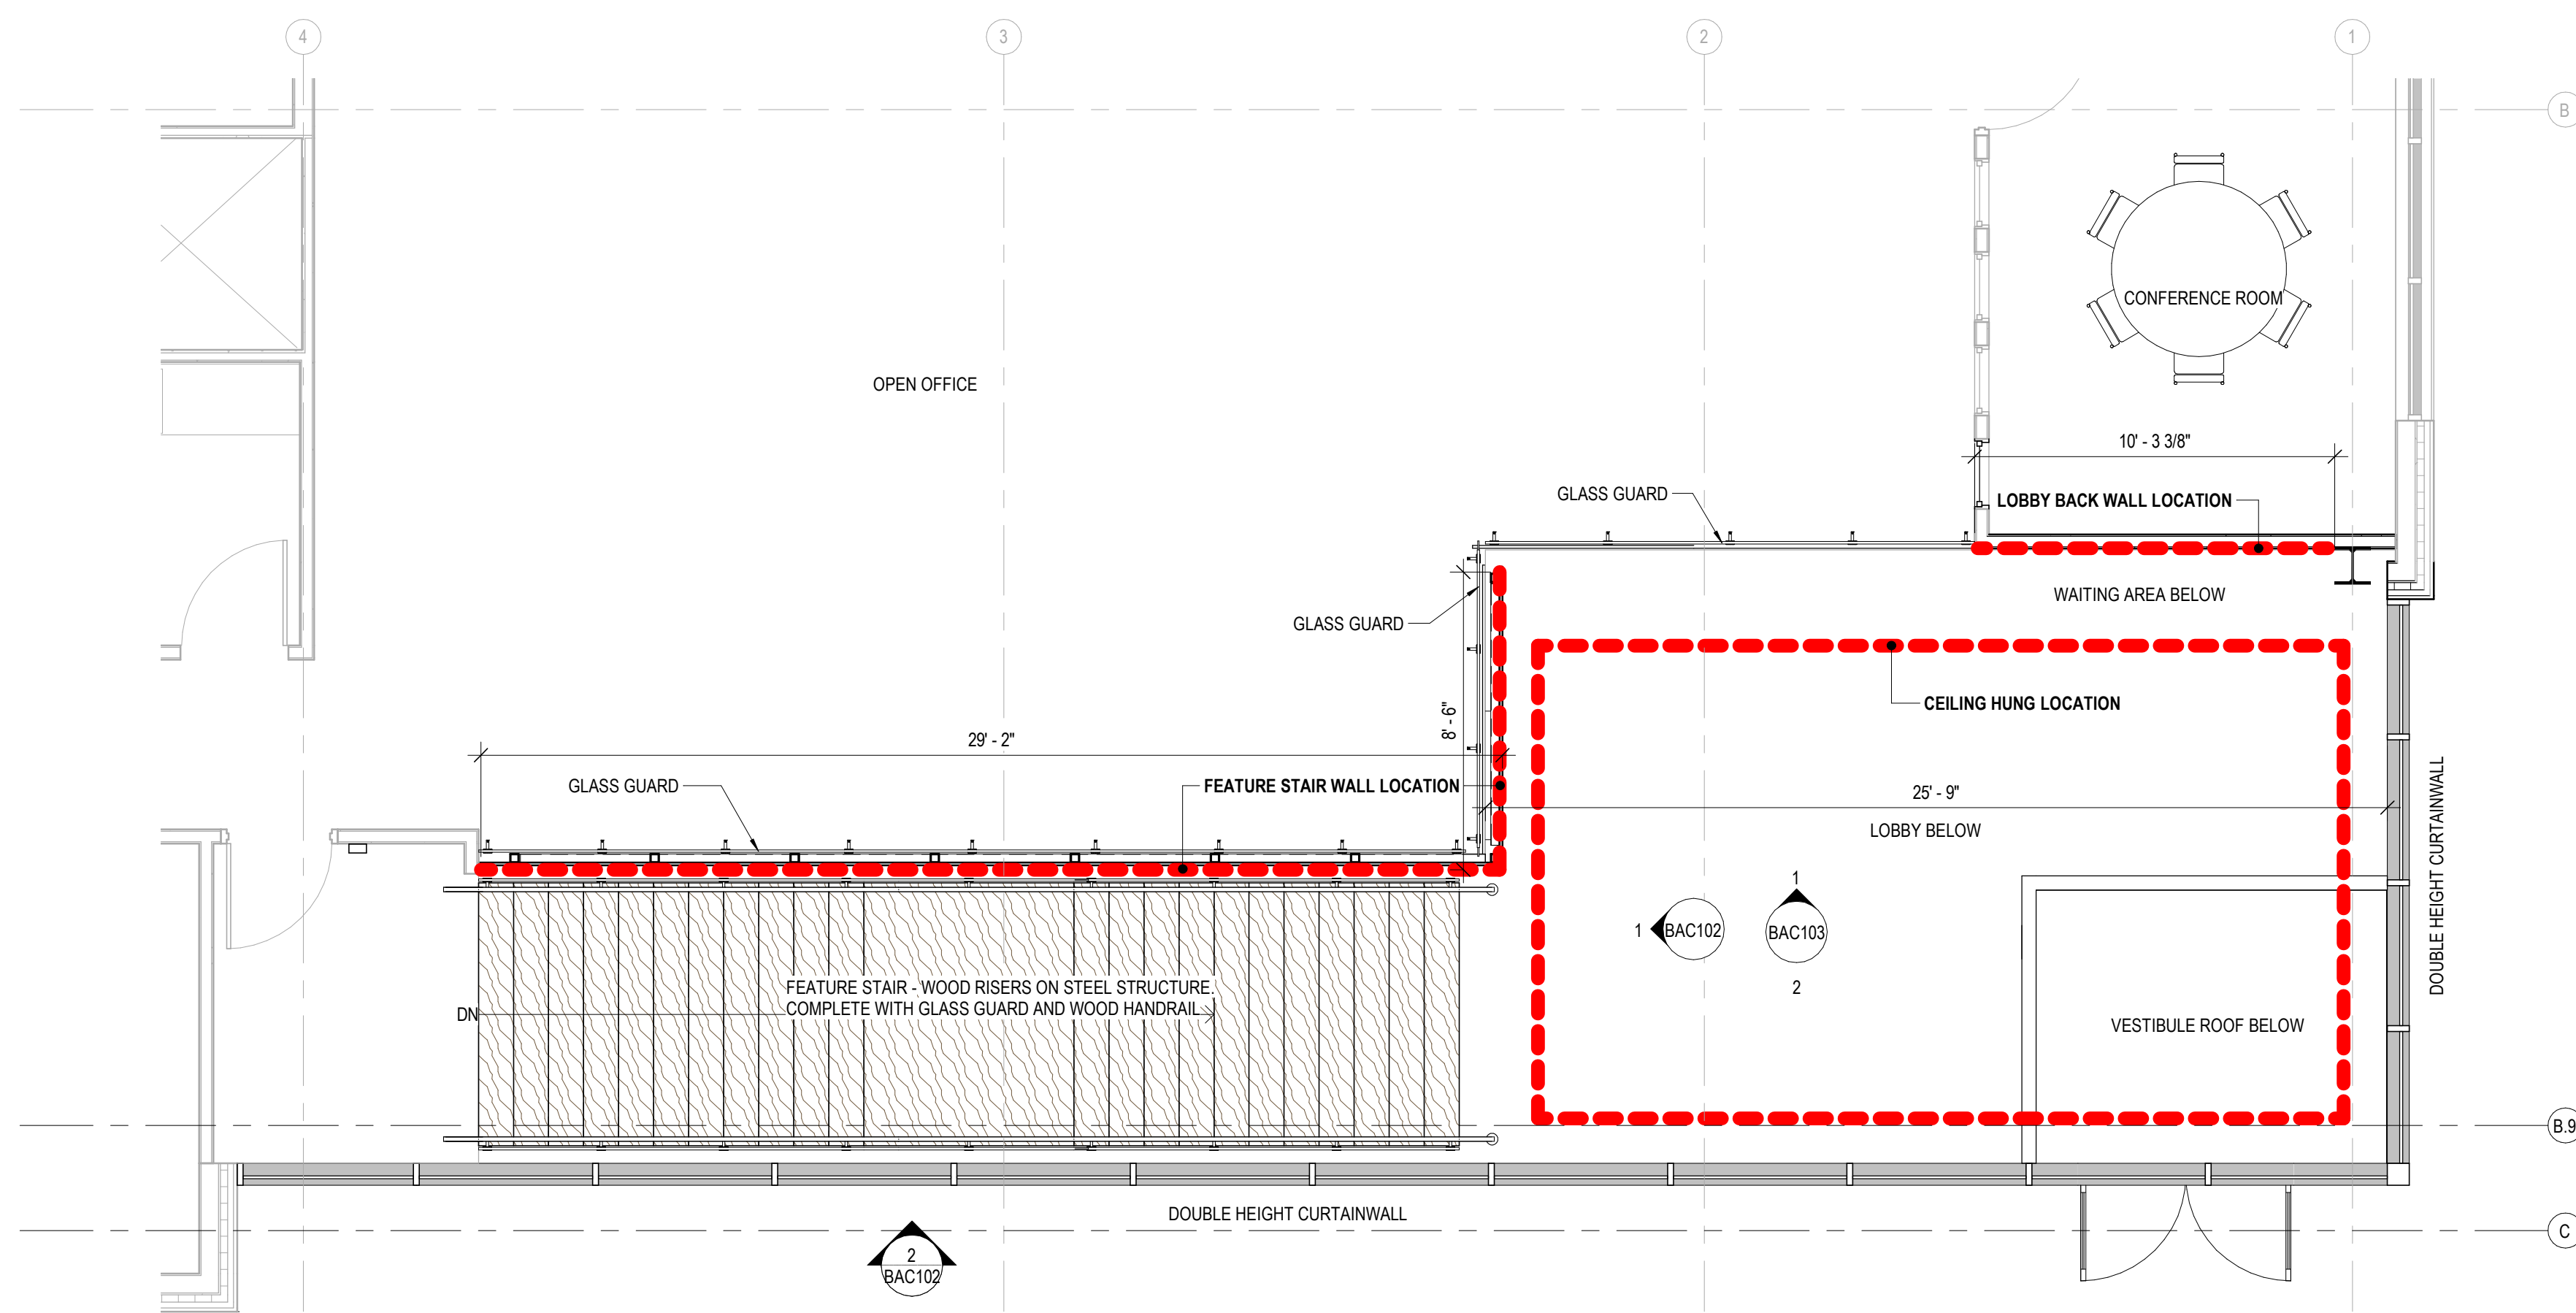 4
3
2
1
B
CONFERENCE ROOM
OPEN OFFICE
10' - 3 3/8"
GLASS GUARD
LOBBY BACK WALL LOCATION
WAITING AREA BELOW
GLASS GUARD
CEILING HUNG LOCATION
8' - 6"
29' - 2"
GLASS GUARD
FEATURE STAIR WALL LOCATION
25' - 9"
LOBBY BELOW
DOUBLE HEIGHT CURTAINWALL
1
1
BAC102
BAC103
2
FEATURE STAIR - WOOD RISERS ON STEEL STRUCTURE.
COMPLETE WITH GLASS GUARD AND WOOD HANDRAIL
DN
VESTIBULE ROOF BELOW
B.9
DOUBLE HEIGHT CURTAINWALL
C
2
BAC102